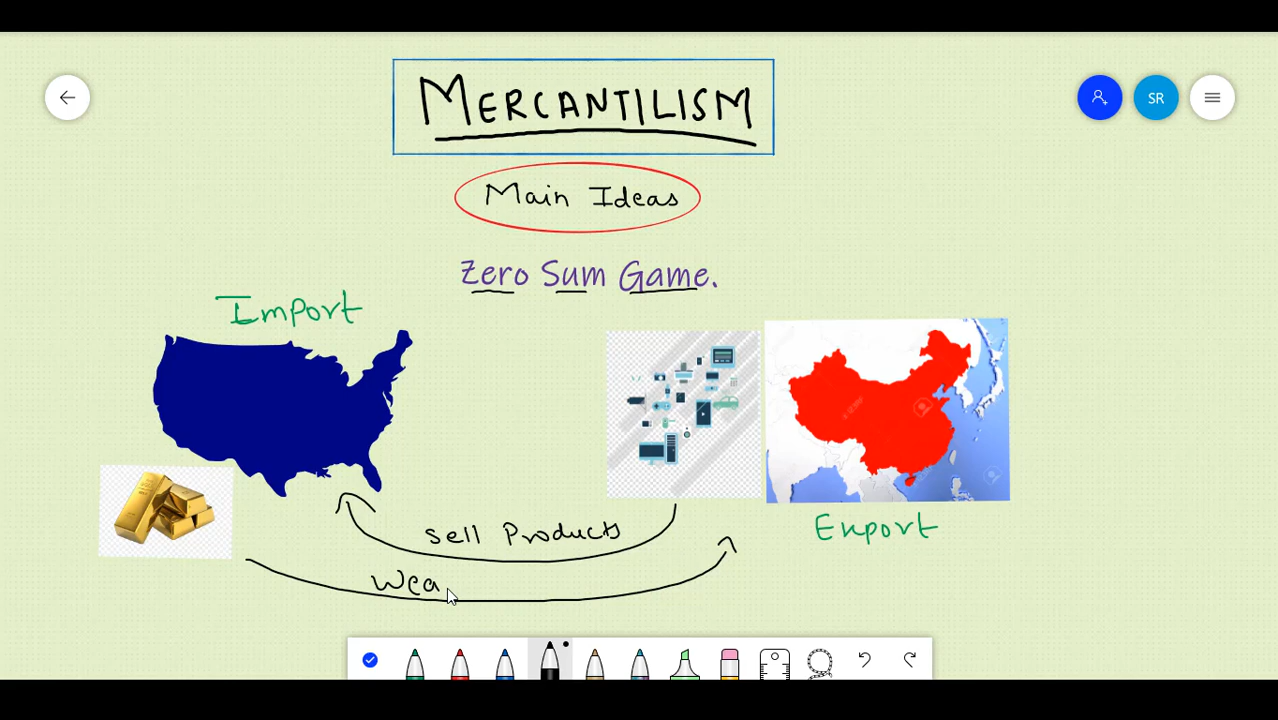 MERCANTILISM
SR
Main Ideas
Zero Sum Game.
Import
Export
Sell Products
Wea